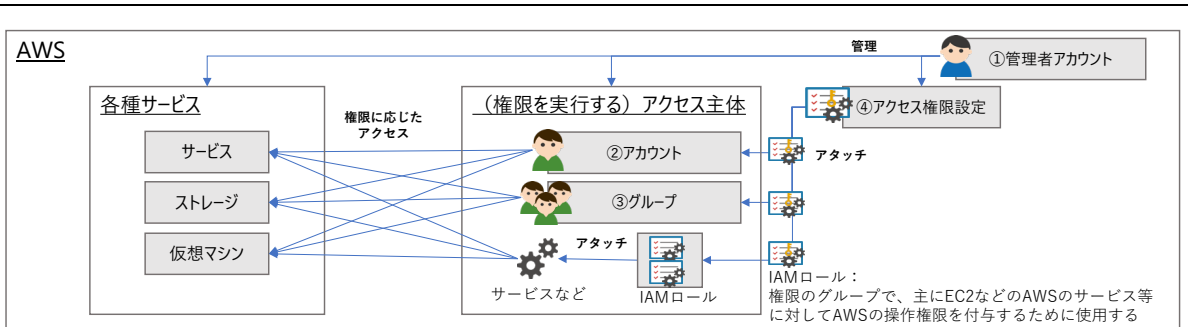 AWS
管理
①管理者アカウント
各種サービス
(権限を実行する)アクセス主体
④アクセス権限設定
権限に応じた
アクセス
サービス
②アカウント
アタッチ
ストレージ
③グループ
仮想マシン
アタッチ
サービスなど
IAMロール
IAMロール：
権限のグループで、主にEC2などのAWSのサービス等
に対してAWSの操作権限を付与するために使用する